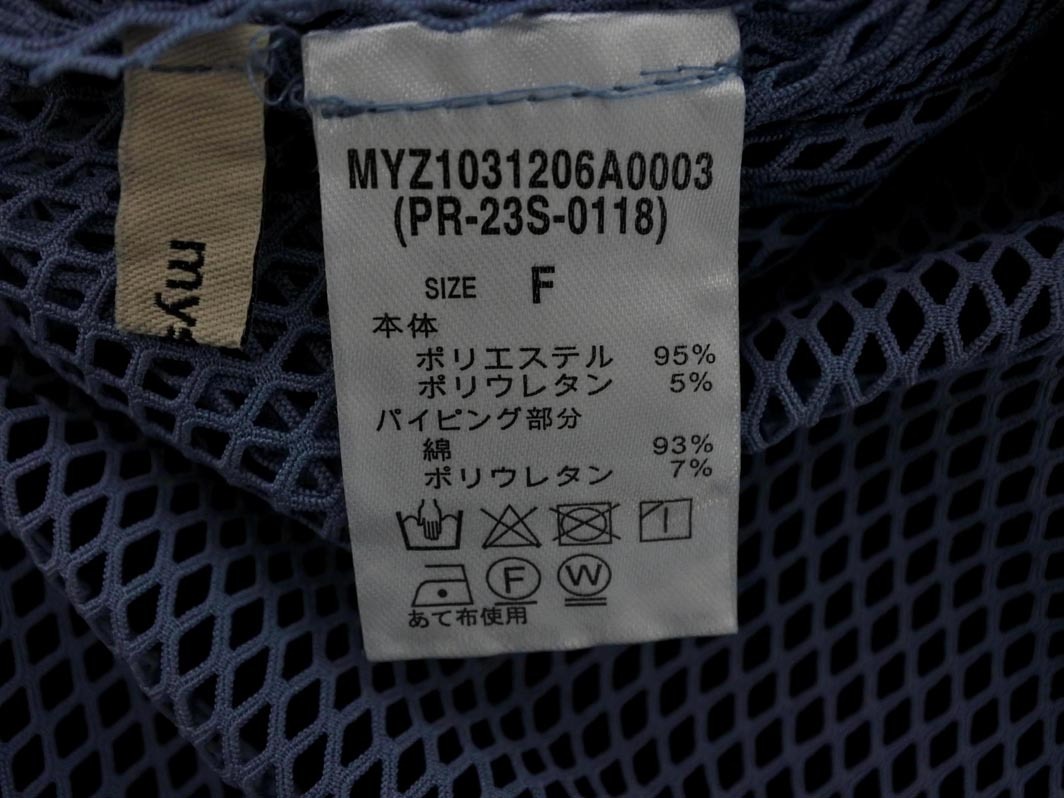 mys
MYZ1031206A0003
(PR-23S-0118)
SIZE F
本体
ポリエステル 95%
ポリウレタン 5%
パイピング部分
綿 93%
ポリウレタン 7%
F W
あて布使用